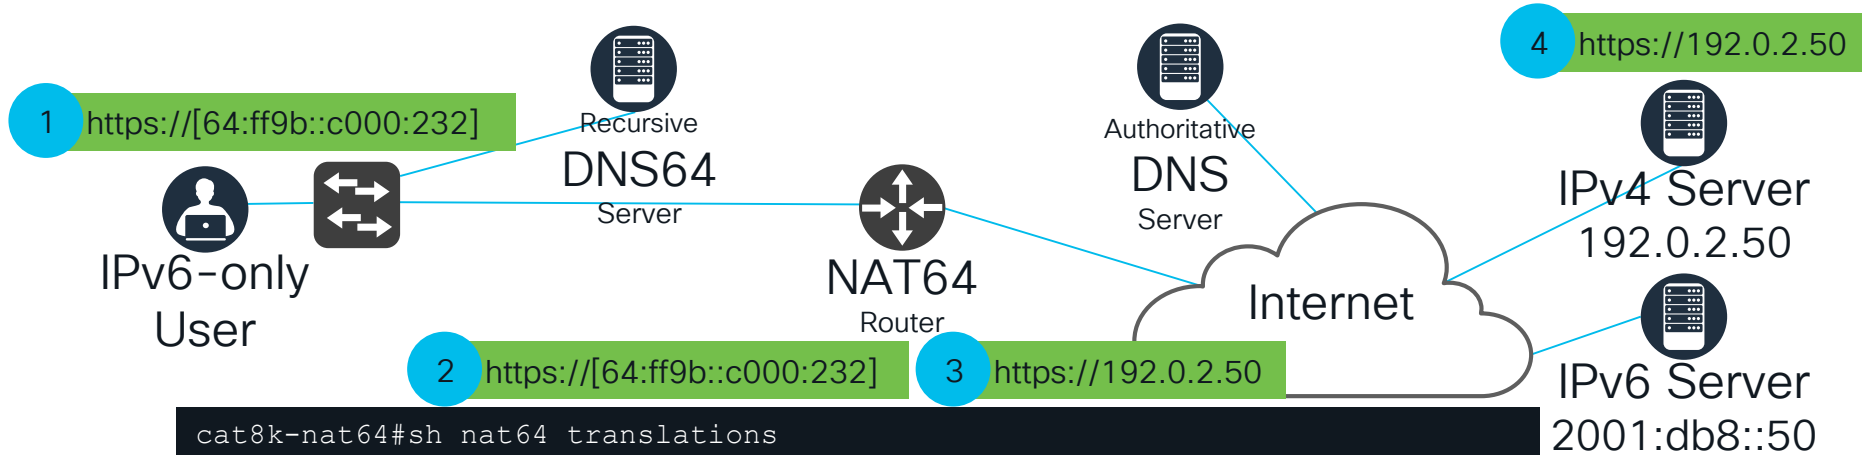 4 https://192.0.2.50
1 https://[64:ff9b::c000:232]
Recursive
DNS64
Server
Authoritative
DNS
Server
IPv4 Server
192.0.2.50
IPv6-only
User
NAT64
Router
Internet
2 https://[64:ff9b::c000:232]
3 https://192.0.2.50
IPv6 Server
2001:db8::50
cat8k-nat64#sh nat64 translations